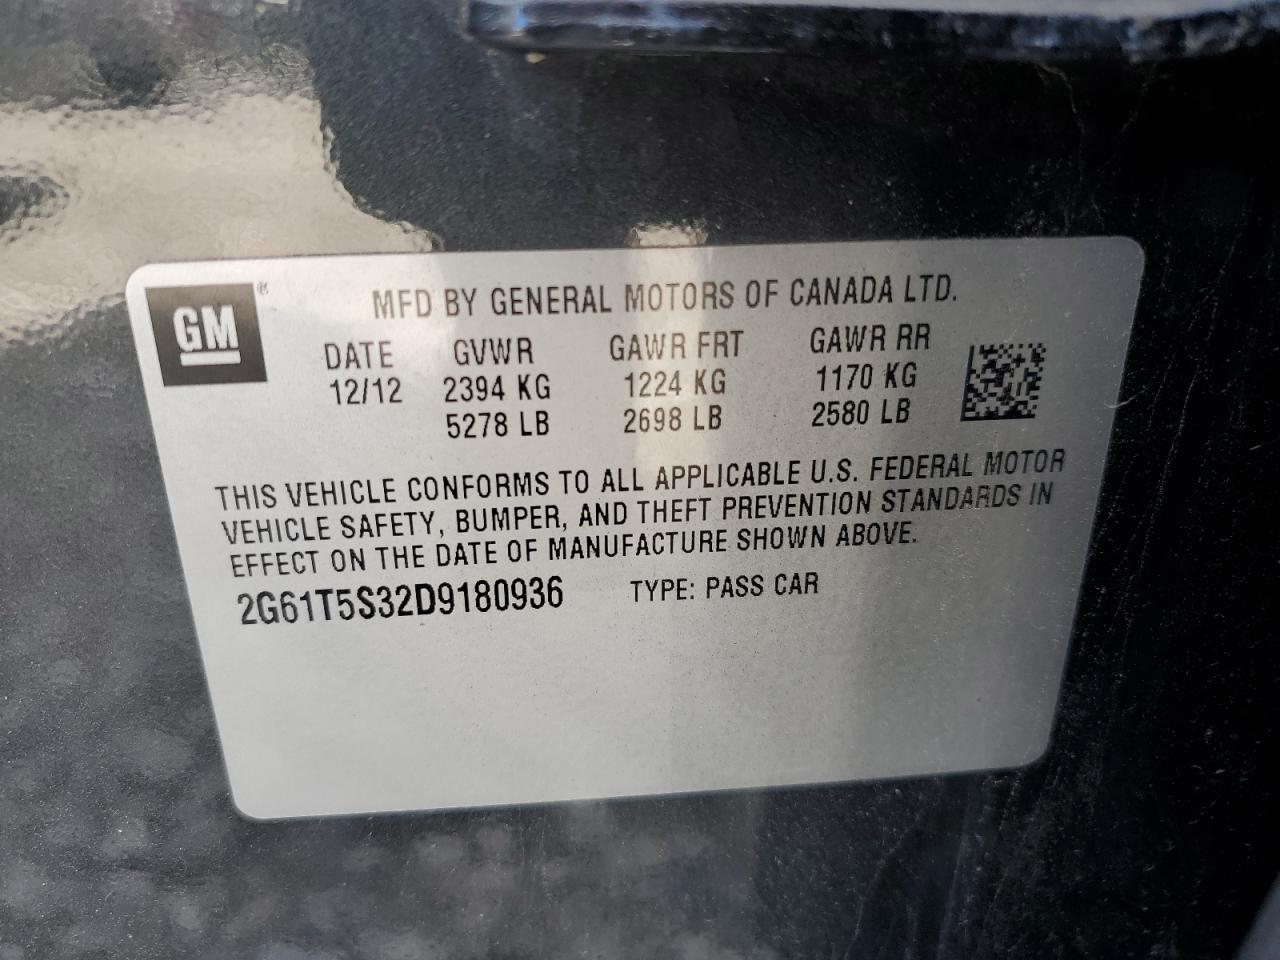 GM®
MFD BY GENERAL MOTORS OF CANADA LTD.
DATE GVWR GAWR FRT GAWR RR
12/12 2394 KG 1224 KG 1170 KG
5278 LB 2698 LB 2580 LB
THIS VEHICLE CONFORMS TO ALL APPLICABLE U.S. FEDERAL MOTOR
VEHICLE SAFETY, BUMPER, AND THEFT PREVENTION STANDARDS IN
EFFECT ON THE DATE OF MANUFACTURE SHOWN ABOVE.
2G61T5S32D9180936 TYPE: PASS CAR